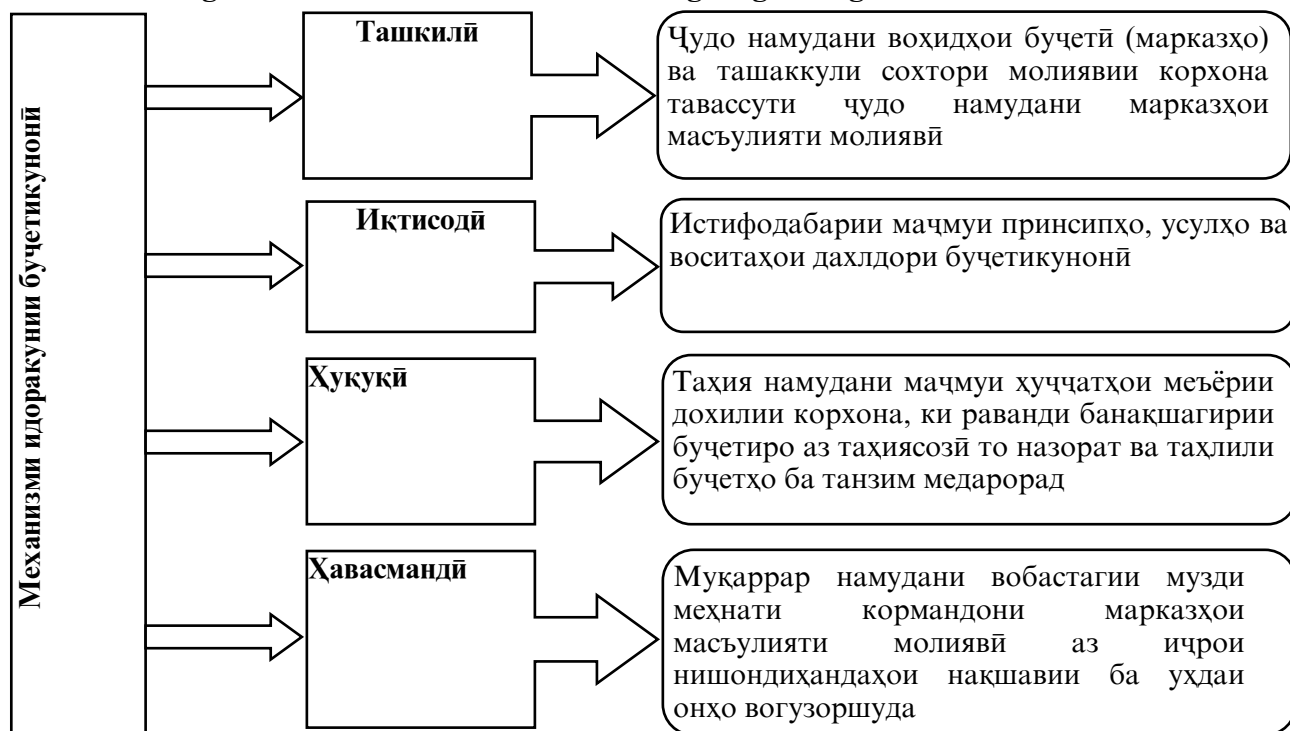 Механизми идоракунии буҷетикунонӣ
Ташкилӣ
Ҷудо намудани воҳидҳои буҷетӣ (марказҳо)
ва ташаккули сохтори молиявии корхона
тавассути ҷудо намудани марказҳои
масъулияти молиявӣ
Иқтисодӣ
Истифодабарии маҷмуи принсипҳо, усулҳо ва
воситаҳои дахлдори буҷетикунонӣ
Ҳуқуқӣ
Таҳия намудани маҷмуи ҳуҷҷатҳои меъёрии
дохилии корхона, ки раванди банақшагирии
буҷетиро аз таҳиясозӣ то назорат ва таҳлили
буҷетҳо ба танзим медарорад
Ҳавасмандӣ
Муқаррар намудани вобастагии музди
меҳнати кормандони марказҳои
масъулияти молиявӣ аз иҷрои
нишондиҳандаҳои нақшавии ба уҳдаи
онҳо вогузоршуда